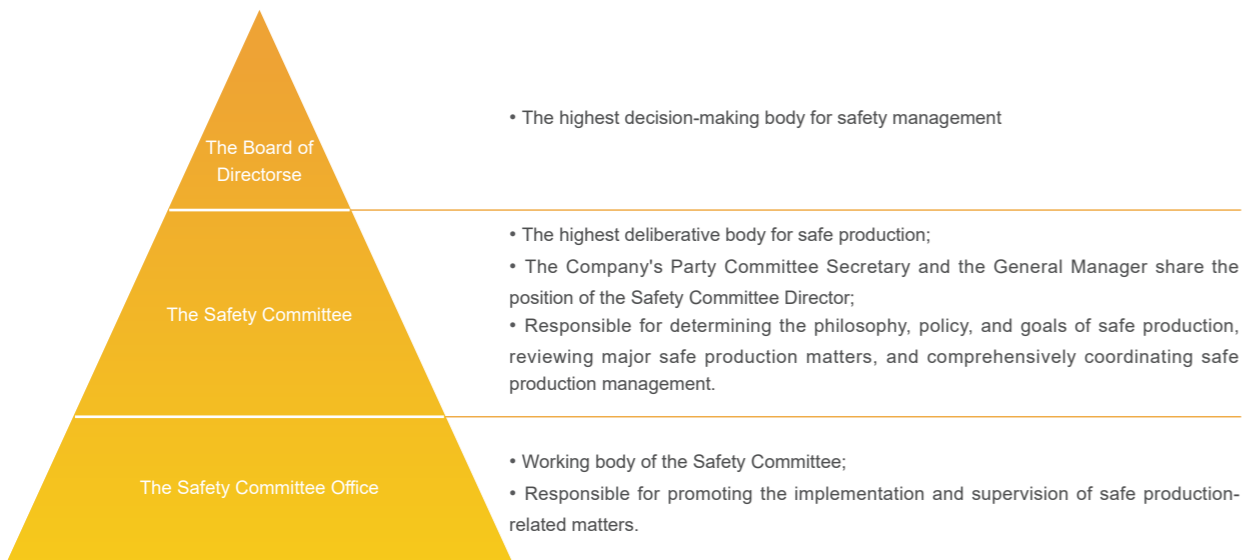 The Board of
Directorse
• The highest decision-making body for safety management
The Safety Committee
• The highest deliberative body for safe production;
• The Company's Party Committee Secretary and the General Manager share the
position of the Safety Committee Director;
• Responsible for determining the philosophy, policy, and goals of safe production,
reviewing major safe production matters, and comprehensively coordinating safe
production management.
The Safety Committee Office
• Working body of the Safety Committee;
• Responsible for promoting the implementation and supervision of safe production-
related matters.